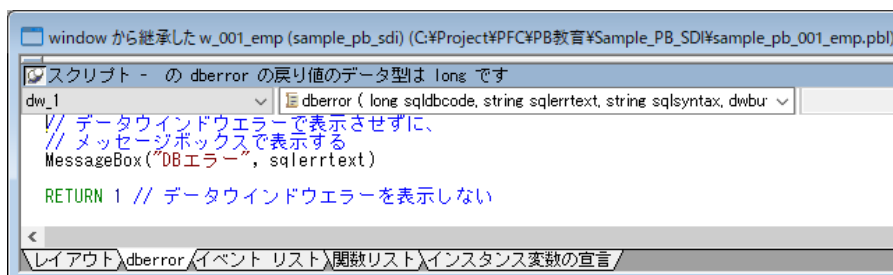 window から継承した w_001_emp (sample_pb_sdi) (C:¥Project¥PFC¥PB教育¥Sample_PB_SDI¥sample_pb_001_emp.pbl)
スクリプト - の dberror の戻り値のデータ型は long です
dw_1 dberror ( long sqldbcode, string sqlerrtext, string sqlsyntax, dwbuf
// データウインドウエラーで表示させずに、
// メッセージボックスで表示する
MessageBox("DBエラー", sqlerrtext)
RETURN 1 // データウインドウエラーを表示しない
レイアウト dberror イベント リスト 関数リスト インスタンス変数の宣言